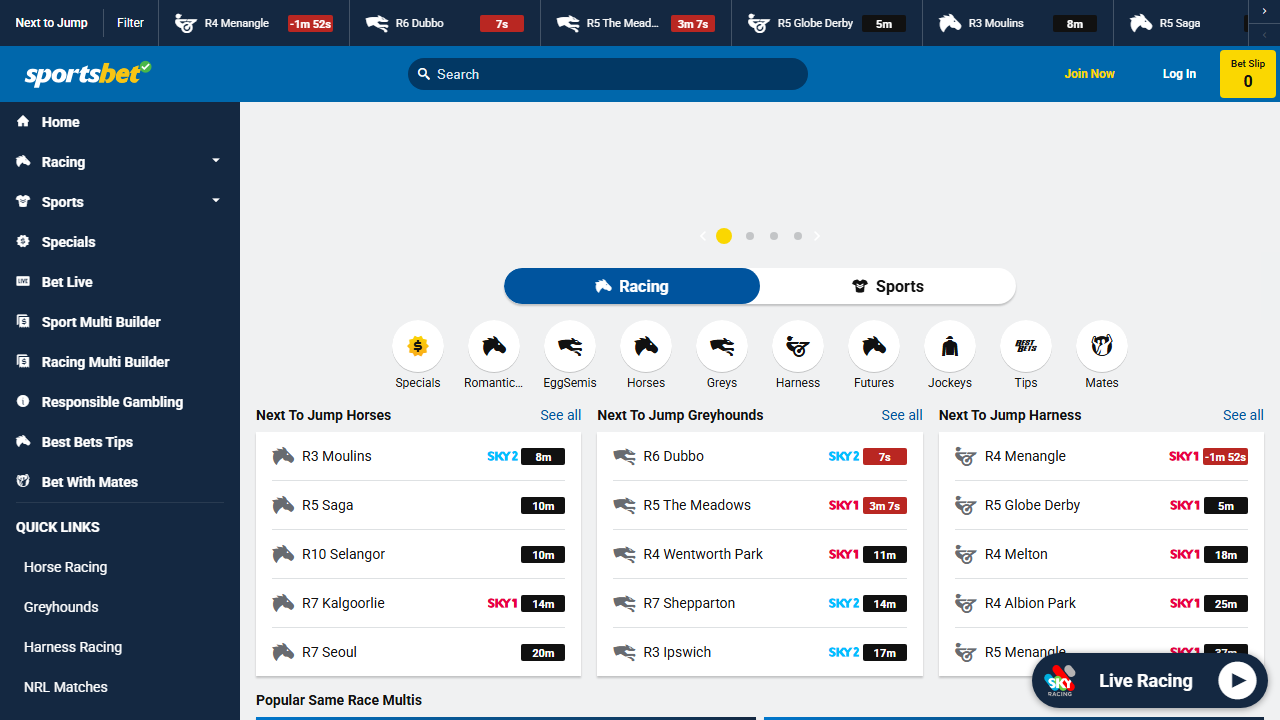 Next to Jump
Filter
R4 Menangle -1m 52s
R6 Dubbo 7s
R5 The Mead... 3m 7s
R5 Globe Derby 5m
R3 Moulins 8m
R5 Saga
sportsbet
Search
Join Now
Log In
Bet Slip
0
Home
Racing
Sports
Specials
Bet Live
Sport Multi Builder
Racing Multi Builder
Responsible Gambling
Best Bets Tips
Bet With Mates
QUICK LINKS
Horse Racing
Greyhounds
Harness Racing
NRL Matches
Racing
Sports
Specials
Romantic...
EggSemis
Horses
Greys
Harness
Futures
Jockeys
BEST BETS
Tips
Mates
Next To Jump Horses See all
R3 Moulins SKY2 8m
R5 Saga 10m
R10 Selangor 10m
R7 Kalgoorlie SKY1 14m
R7 Seoul 20m
Next To Jump Greyhounds See all
R6 Dubbo SKY2 7s
R5 The Meadows SKY1 3m 7s
R4 Wentworth Park SKY1 11m
R7 Shepparton SKY2 14m
R3 Ipswich SKY2 17m
Next To Jump Harness See all
R4 Menangle SKY1 -1m 52s
R5 Globe Derby SKY1 5m
R4 Melton SKY1 18m
R4 Albion Park SKY1 25m
R5 Menangle SKY1 37m
SKY RACING
Live Racing
Popular Same Race Multis